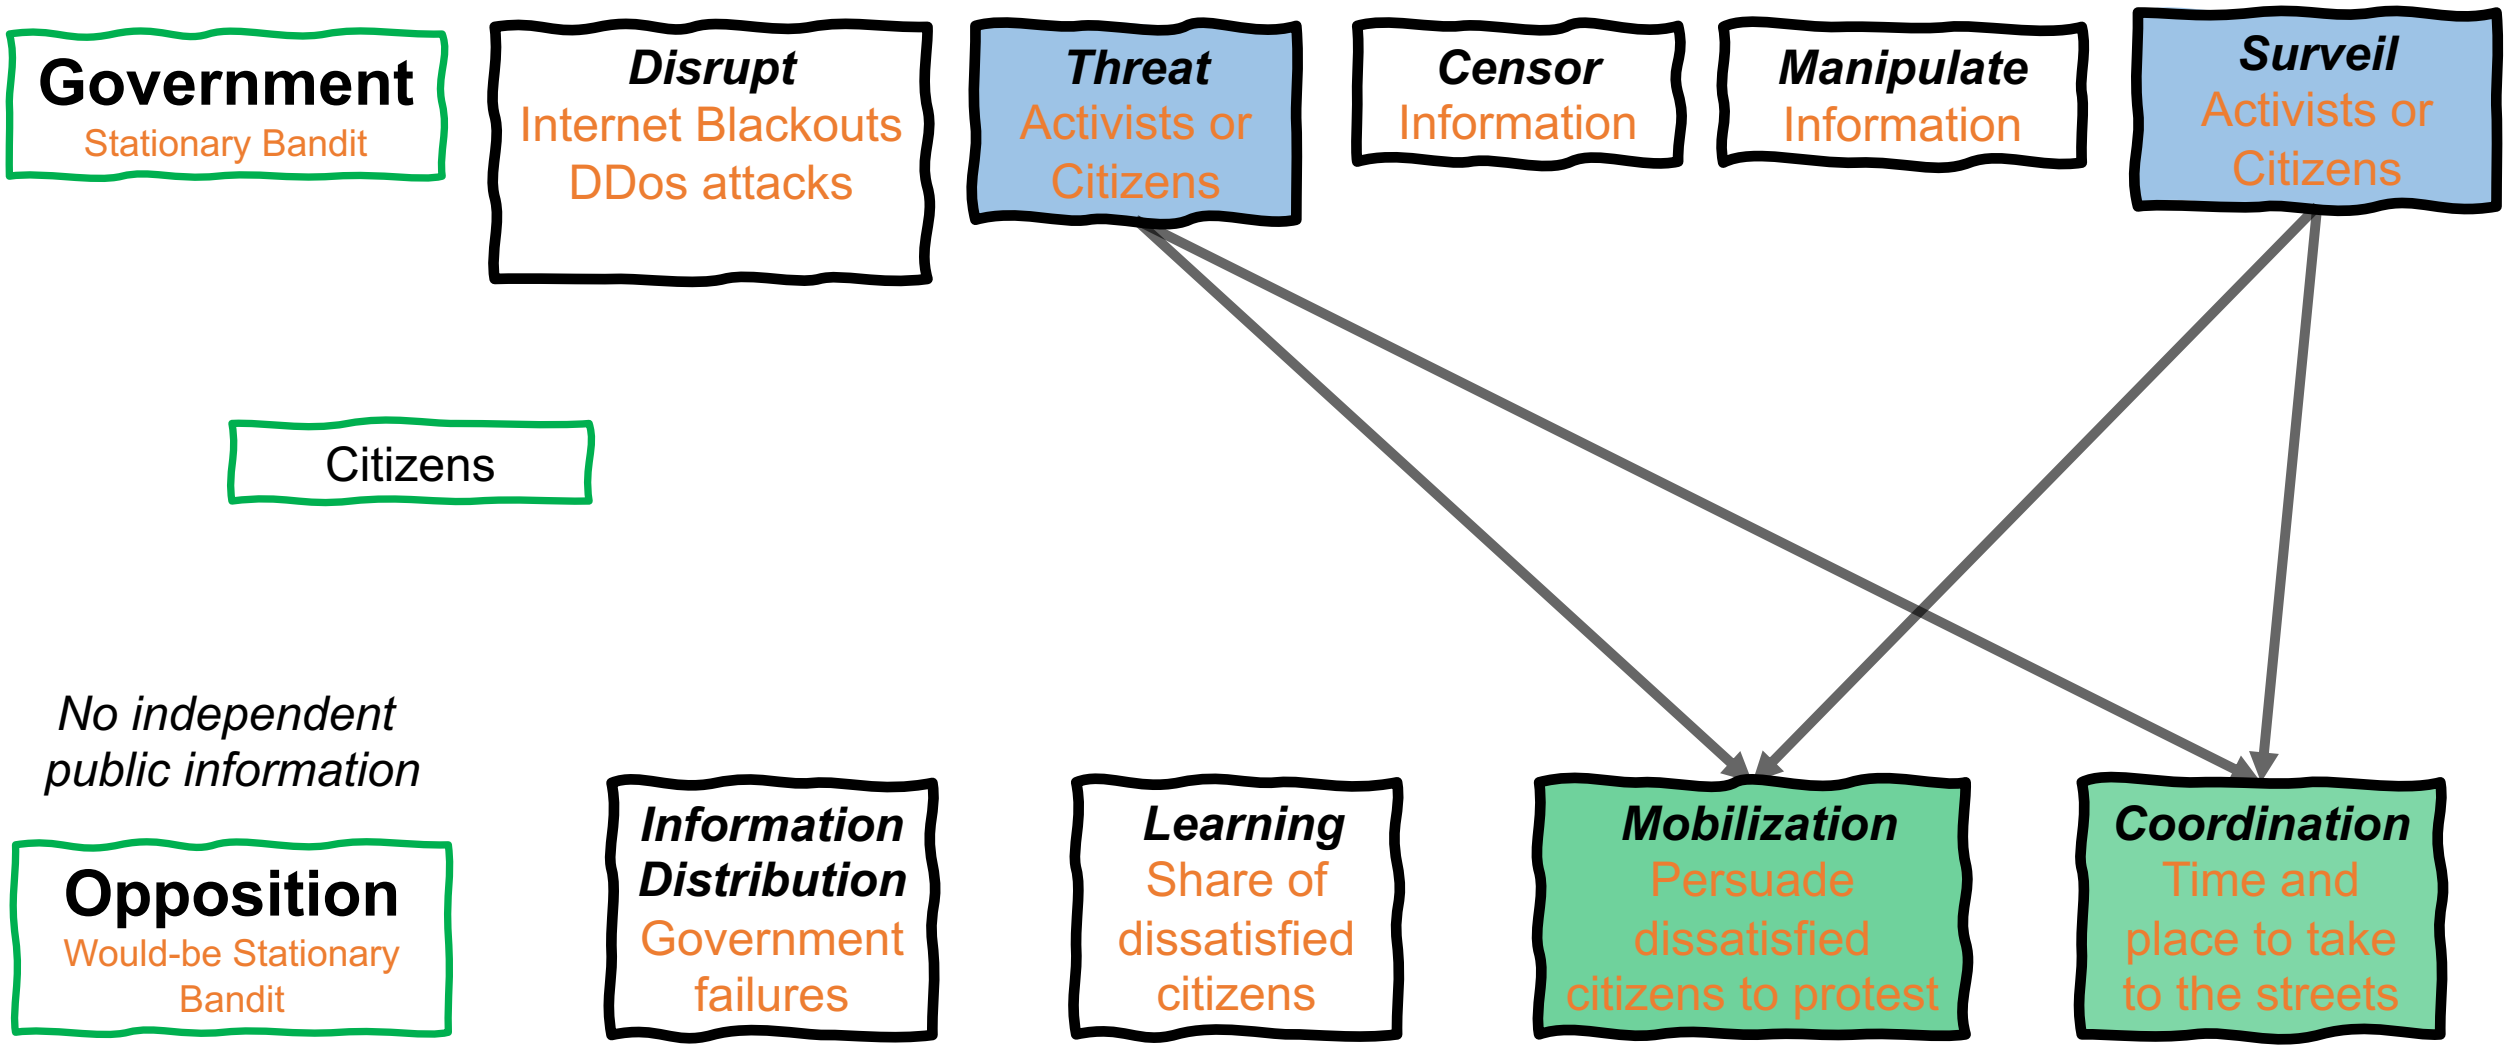 Government
Stationary Bandit
Disrupt
Internet Blackouts
DDos attacks
Threat
Activists or
Citizens
Censor
Information
Manipulate
Information
Surveil
Activists or
Citizens
Citizens
No independent
public information
Opposition
Would-be Stationary
Bandit
Information
Distribution
Government
failures
Learning
Share of
dissatisfied
citizens
Mobilization
Persuade
dissatisfied
citizens to protest
Coordination
Time and
place to take
to the streets